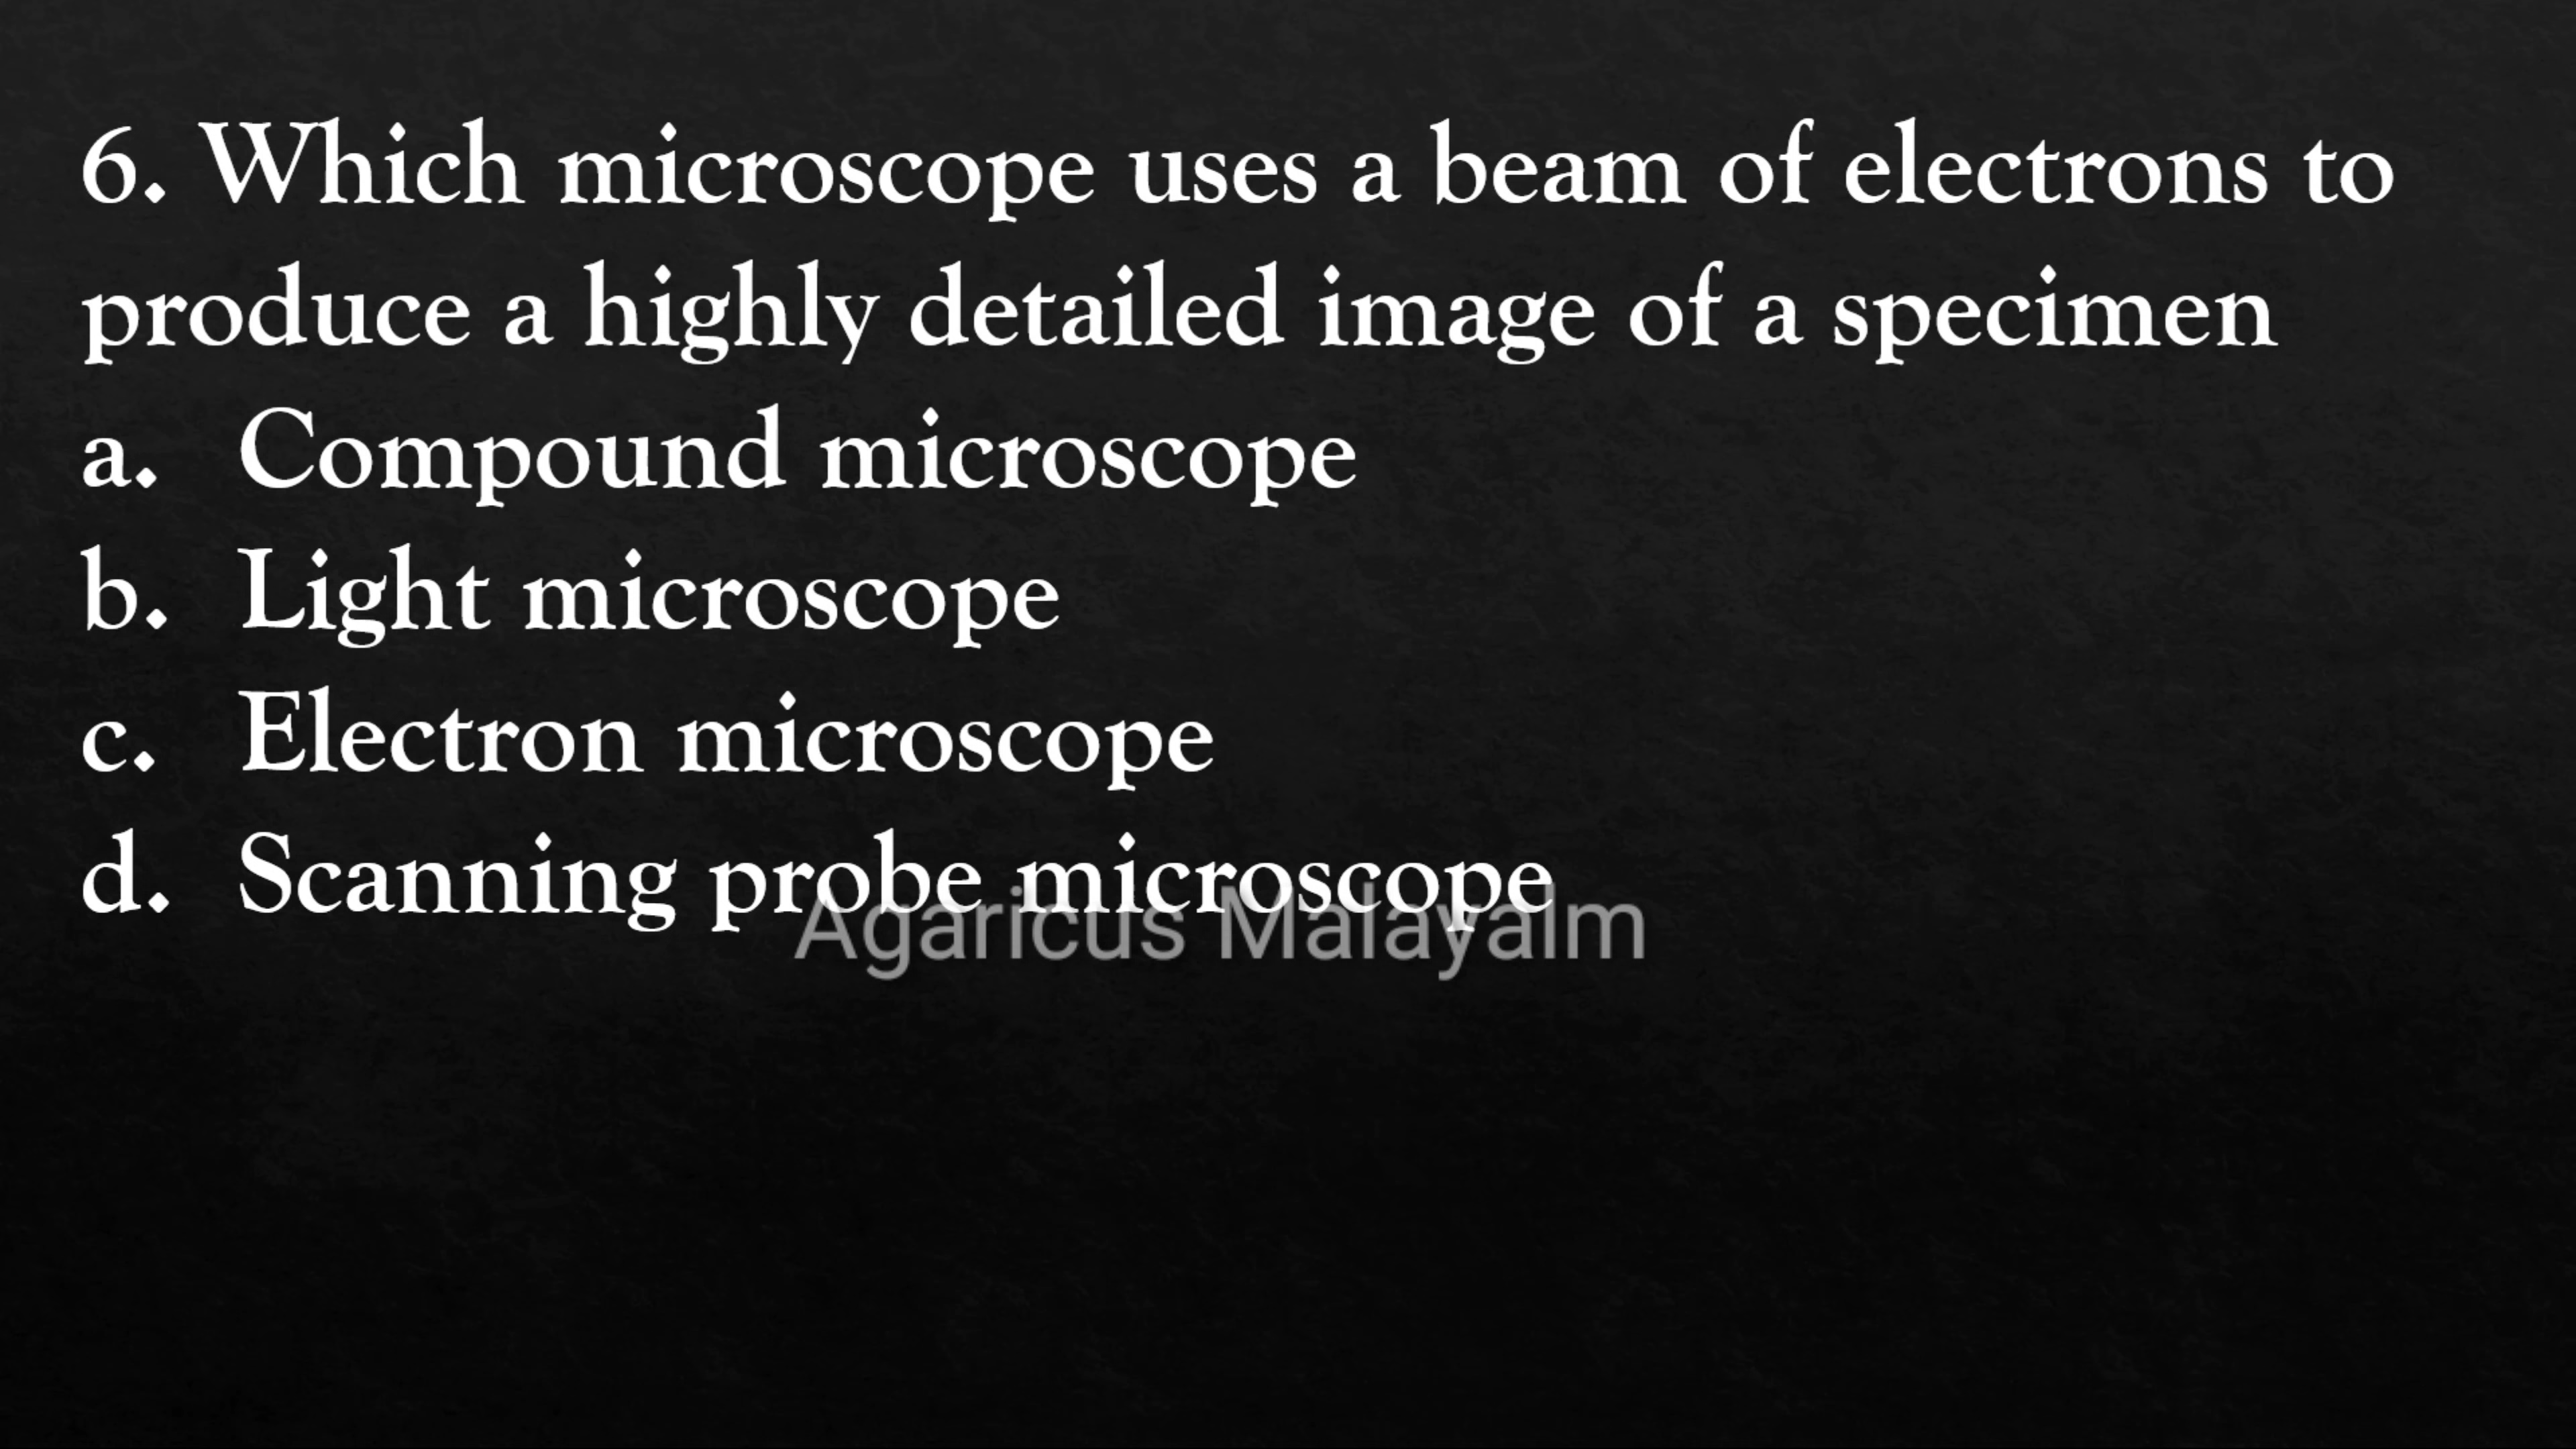 6. Which microscope uses a beam of electrons to
produce a highly detailed image of a specimen
a. Compound microscope
b. Light microscope
c. Electron microscope
d. Scanning probe microscope
Agaricus Malayalm